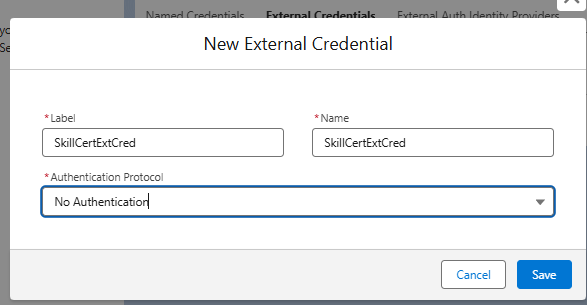 Named Credentials External Credentials External Auth Identity Providers
New External Credential
*Label
*Name
SkillCertExtCred
SkillCertExtCred
*Authentication Protocol
No Authentication
Cancel
Save